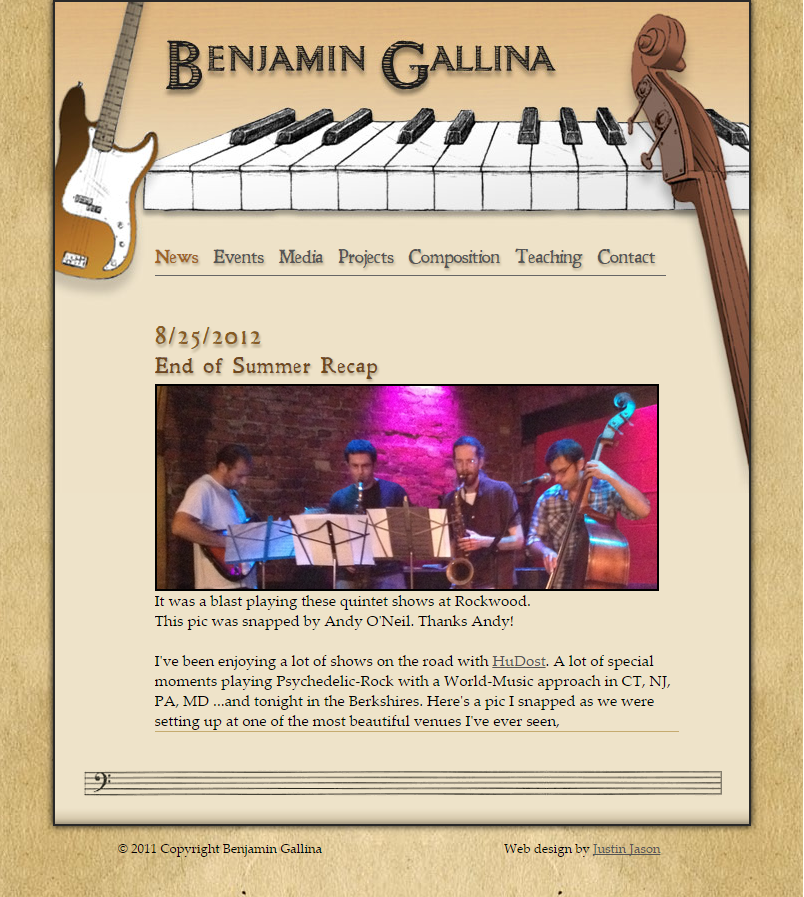 Benjamin Gallina
News Events Media Projects Composition Teaching Contact
8/25/2012
End of Summer Recap
It was a blast playing these quintet shows at Rockwood.
This pic was snapped by Andy O'Neil. Thanks Andy!
I've been enjoying a lot of shows on the road with HuDost. A lot of special
moments playing Psychedelic-Rock with a World-Music approach in CT, NJ,
PA, MD ...and tonight in the Berkshires. Here's a pic I snapped as we were
setting up at one of the most beautiful venues I've ever seen,
© 2011 Copyright Benjamin Gallina Web design by Justin Jason